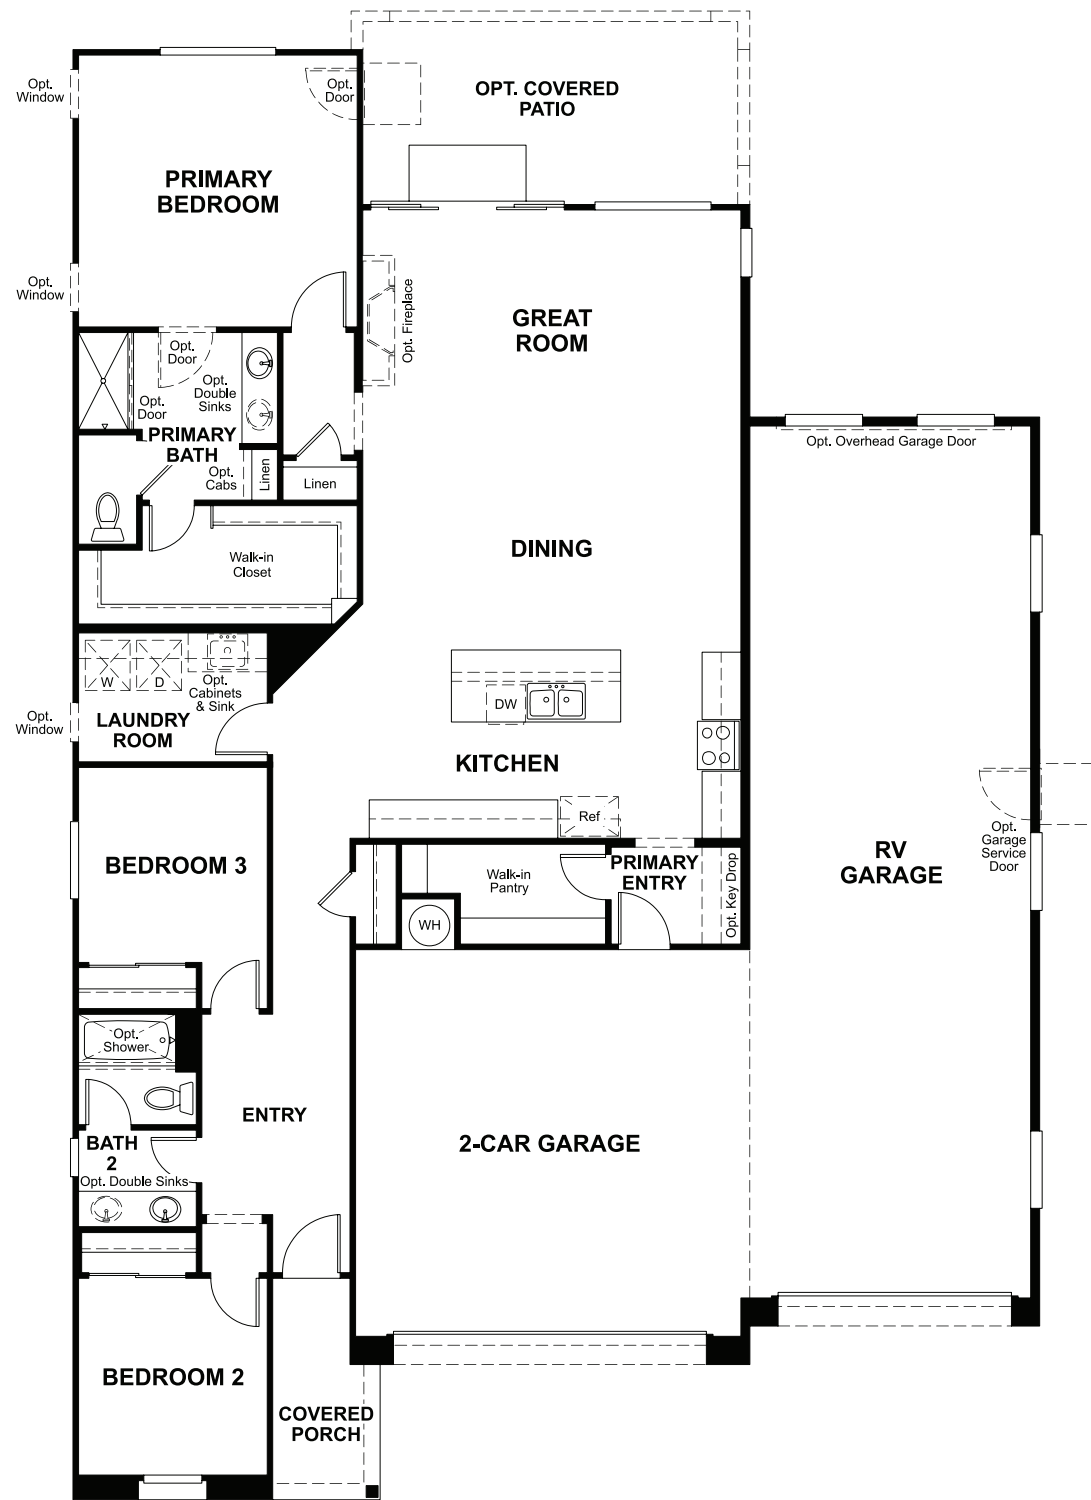 Opt.
Window
Opt.
Door
OPT. COVERED
PATIO
PRIMARY
BEDROOM
Opt.
Window
Opt. Fireplace
GREAT
ROOM
Opt.
Door
Opt.
Double
Sinks
Opt.
Door
PRIMARY
BATH
Opt.
Cabs
Linen
Linen
Opt. Overhead Garage Door
Walk-in
Closet
DINING
W
D
Opt.
Cabinets
& Sink
Opt.
Window
LAUNDRY
ROOM
DW
KITCHEN
Ref
BEDROOM 3
Walk-in
Pantry
PRIMARY
ENTRY
Opt. Key Drop
WH
RV
GARAGE
Opt.
Garage
Service
Door
Opt.
Shower
ENTRY
BATH
2
Opt. Double Sinks
2-CAR GARAGE
BEDROOM 2
COVERED
PORCH